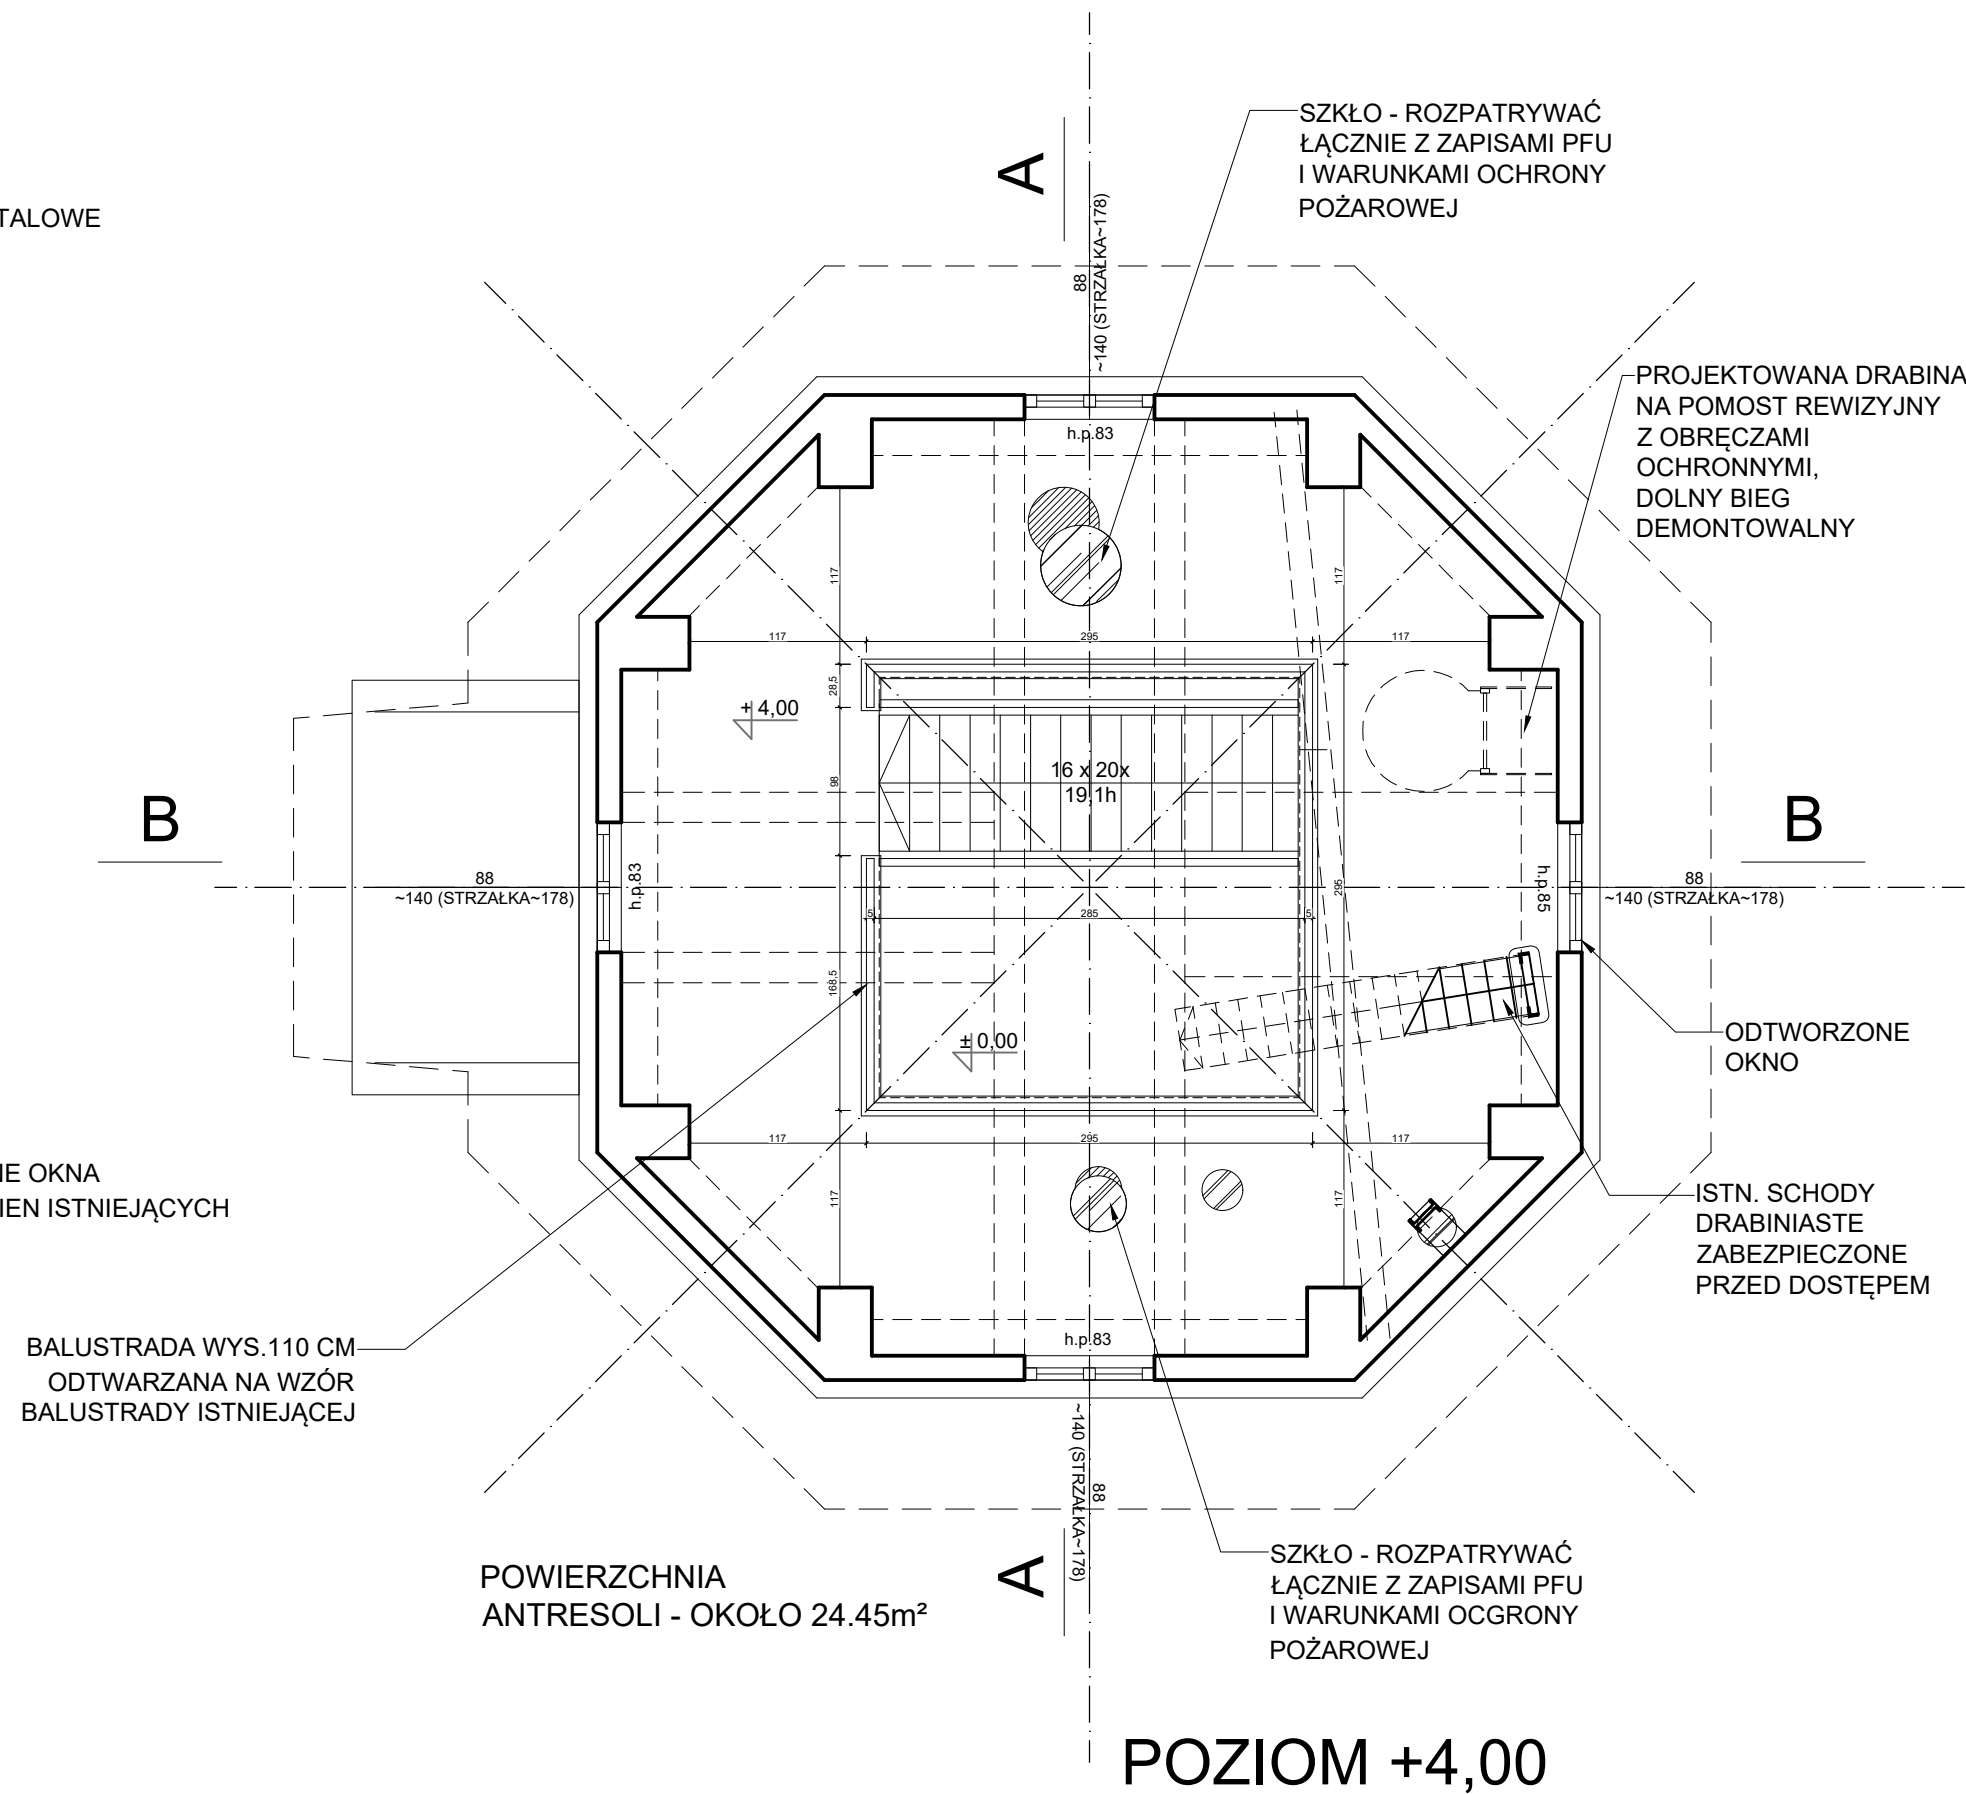 SZKŁO - ROZPATRYWAĆ
ŁĄCZNIE Z ZAPISAMI PFU
I WARUNKAMI OCHRONY
POŻAROWEJ
A
TALOWE
88
~140 (STRZAŁKA~178)
PROJEKTOWANA DRABINA
NA POMOST REWIZYJNY
Z OBRĘCZAMI
OCHRONNYMI,
DOLNY BIEG
DEMONTOWALNY
h.p.83
117
117
117
295
117
28,5
+ 4,00
16 x 20x
19,1h
98
B
B
88
~140 (STRZAŁKA~178)
h.p.83
h.p.85
88
~140 (STRZAŁKA~178)
295
5
285
5
168,5
± 0,00
ODTWORZONE
OKNO
117
295
117
IE OKNA
IEN ISTNIEJĄCYCH
117
117
ISTN. SCHODY
DRABINIASTE
ZABEZPIECZONE
PRZED DOSTĘPEM
h.p.83
BALUSTRADA WYS.110 CM
ODTWARZANA NA WZÓR
BALUSTRADY ISTNIEJĄCEJ
88
~140 (STRZAŁKA~178)
A
SZKŁO - ROZPATRYWAĆ
ŁĄCZNIE Z ZAPISAMI PFU
I WARUNKAMI OCGRONY
POŻAROWEJ
POWIERZCHNIA
ANTRESOLI - OKOŁO 24.45m²
POZIOM +4,00